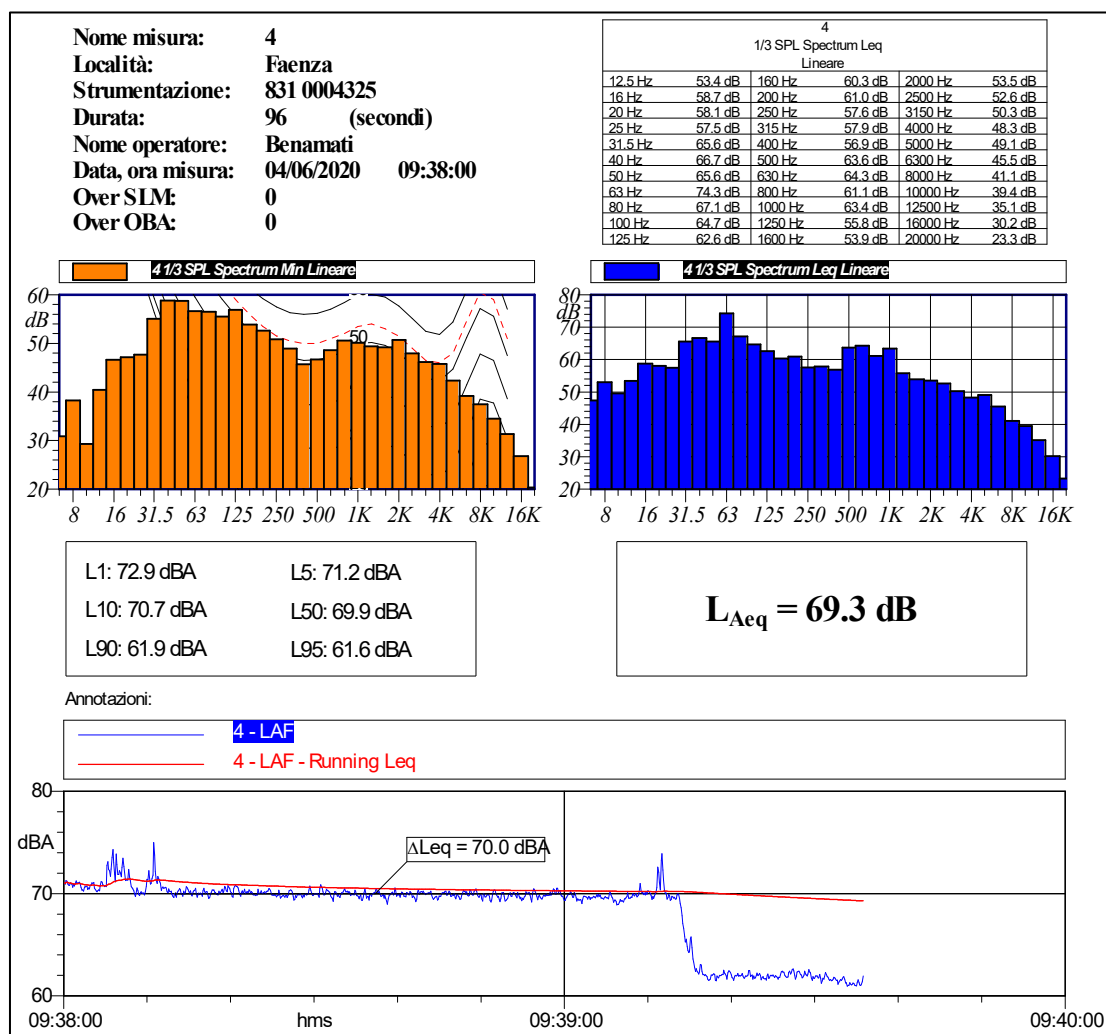 Nome misura: 4
Località: Faenza
Strumentazione: 831 0004325
Durata: 96 (secondi)
Nome operatore: Benamati
Data, ora misura: 04/06/2020 09:38:00
Over SLM: 0
Over OBA: 0
4
1/3 SPL Spectrum Leq
Lineare
12.5 Hz 53.4 dB 160 Hz 60.3 dB 2000 Hz 53.5 dB
16 Hz 58.7 dB 200 Hz 61.0 dB 2500 Hz 52.6 dB
20 Hz 58.1 dB 250 Hz 57.6 dB 3150 Hz 50.3 dB
25 Hz 57.5 dB 315 Hz 57.9 dB 4000 Hz 48.3 dB
31.5 Hz 65.6 dB 400 Hz 56.9 dB 5000 Hz 49.1 dB
40 Hz 66.7 dB 500 Hz 63.6 dB 6300 Hz 45.5 dB
50 Hz 65.6 dB 630 Hz 64.3 dB 8000 Hz 41.1 dB
63 Hz 74.3 dB 800 Hz 61.1 dB 10000 Hz 39.4 dB
80 Hz 67.1 dB 1000 Hz 63.4 dB 12500 Hz 35.1 dB
100 Hz 64.7 dB 1250 Hz 55.8 dB 16000 Hz 30.2 dB
125 Hz 62.6 dB 1600 Hz 53.9 dB 20000 Hz 23.3 dB
4 1/3 SPL Spectrum Min Lineare
60
dB
50
50
40
30
20
8 16 31.5 63 125 250 500 1K 2K 4K 8K 16K
4 1/3 SPL Spectrum Leq Lineare
80
dB
70
60
50
40
30
20
8 16 31.5 63 125 250 500 1K 2K 4K 8K 16K
L1: 72.9 dBA L5: 71.2 dBA
L10: 70.7 dBA L50: 69.9 dBA
L90: 61.9 dBA L95: 61.6 dBA
LAeq = 69.3 dB
Annotazioni:
4 - LAF
4 - LAF - Running Leq
80
dBA
ΔLeq = 70.0 dBA
70
60
09:38:00 hms 09:39:00 09:40:00